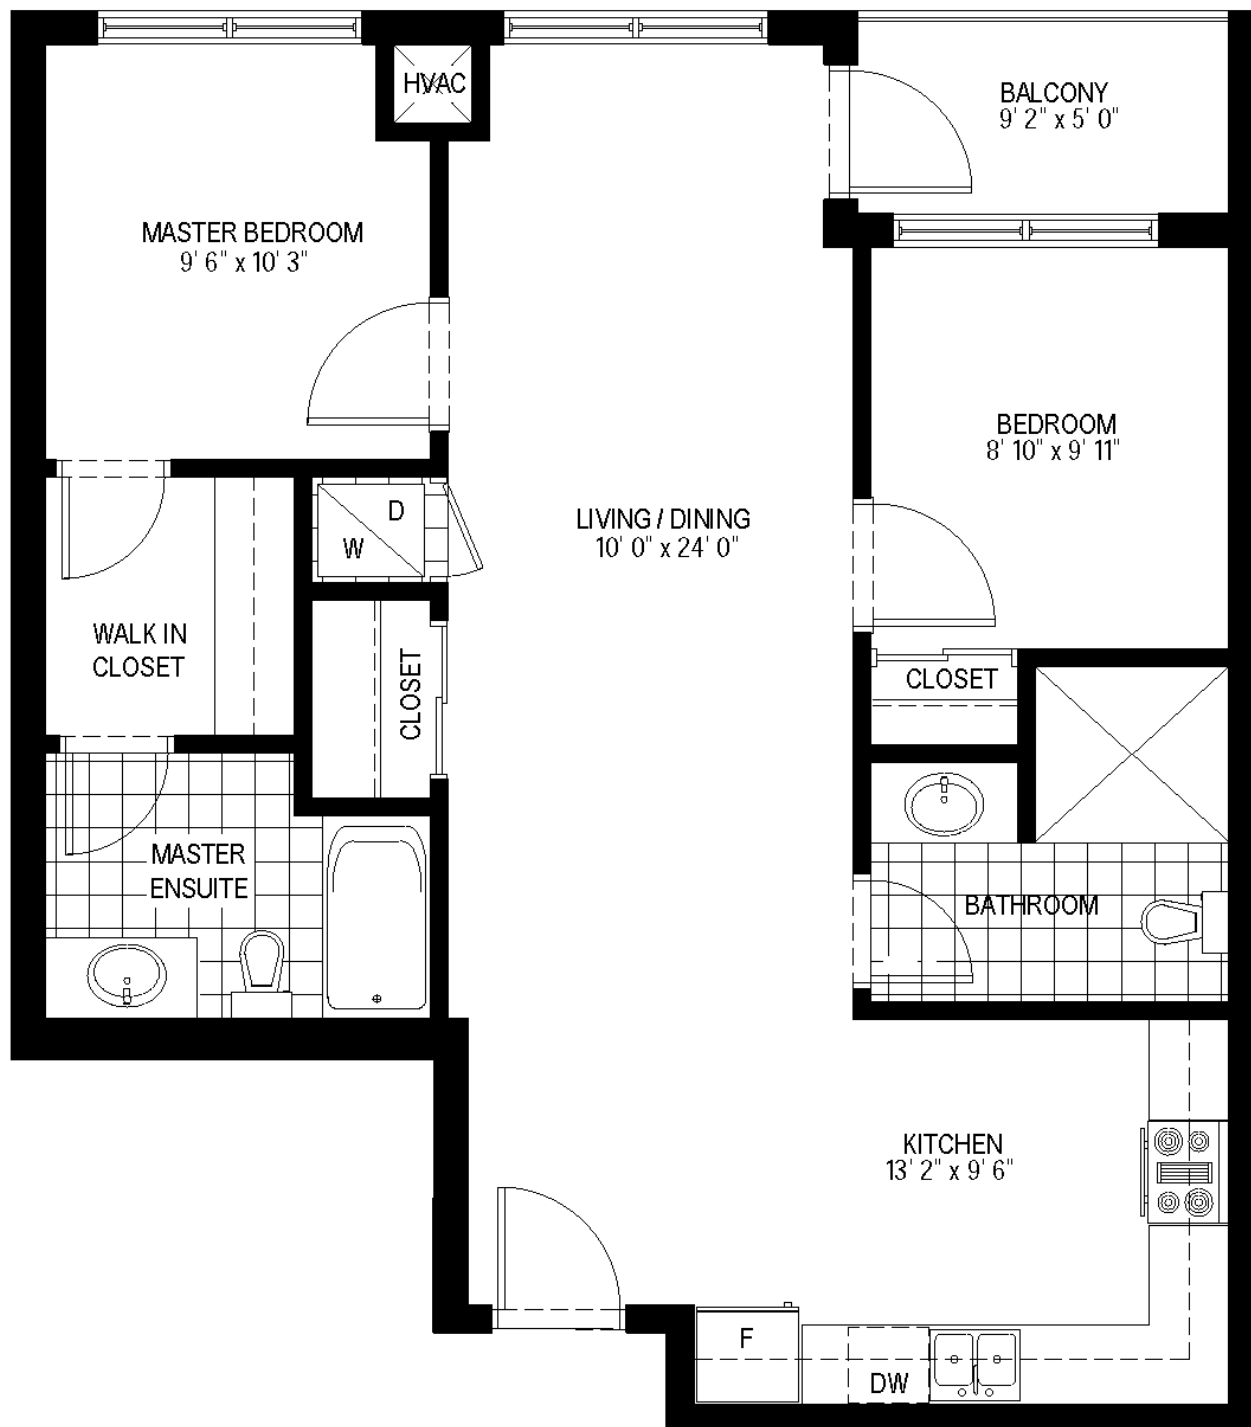 HVAC
BALCONY
9' 2" x 5' 0"
MASTER BEDROOM
9' 6" x 10' 3"
BEDROOM
8' 10" x 9' 11"
D
W
LIVING / DINING
10' 0" x 24' 0"
WALK IN
CLOSET
CLOSET
CLOSET
MASTER
ENSUITE
BATHROOM
KITCHEN
13' 2" x 9' 6"
F
DW